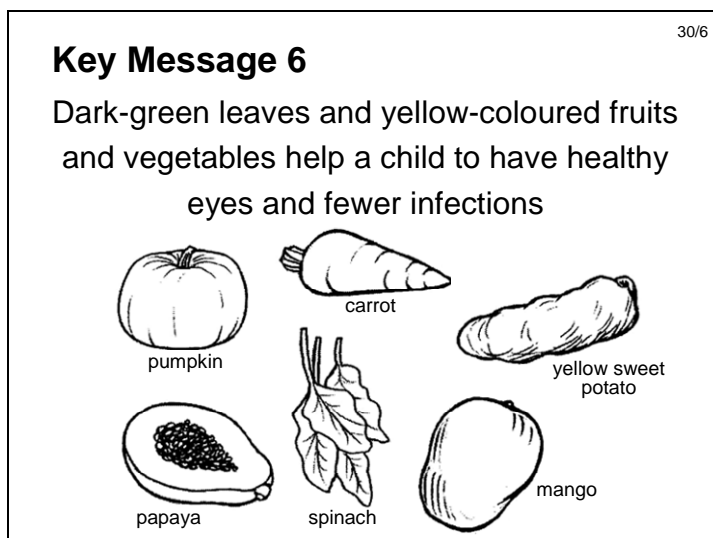 30/6
Key Message 6
Dark-green leaves and yellow-coloured fruits
and vegetables help a child to have healthy
eyes and fewer infections
carrot
pumpkin
yellow sweet
potato
mango
papaya
spinach